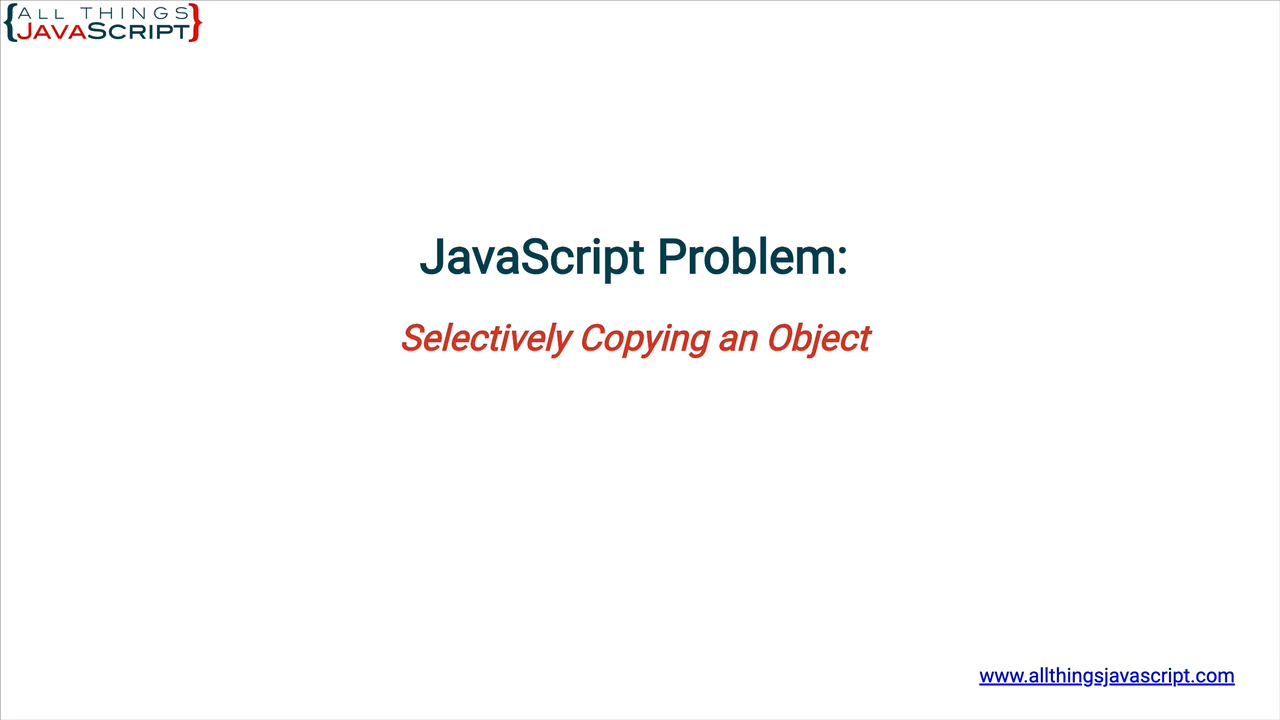 {ALL THINGS
JAVASCRIPT}
JavaScript Problem:
Selectively Copying an Object
www.allthingsjavascript.com